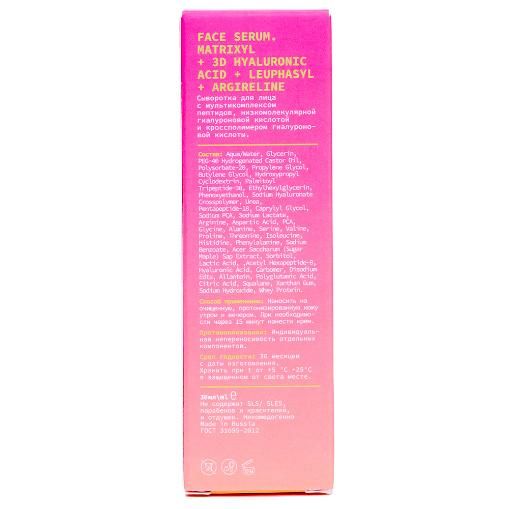 FACE SERUM.
MATRIXYL
+ 3D HYALURONIC
ACID + LEUPHASYL
+ ARGIRELINE
Сыворотка для лица
с мультикомплексом
пептидов, низкомолекулярной
гиалуроновой кислотой
и кроссполимером гиалуроно-
вой кислоты.
Состав: Aqua/Water, Glycerin,
PEG-40 Hydrogenated Castor Oil,
Polysorbate-20, Propylene Glycol,
Butylene Glycol, Hydroxypropyl
Cyclodextrin, Palmitoyl
Tripeptide-38, Ethylhexylglycerin,
Phenoxyethanol, Sodium Hyaluronate
Crosspolymer, Urea,
Pentapeptide-18, Caprylyl Glycol,
Sodium PCA, Sodium Lactate,
Arginine, Aspartic Acid, PCA,
Glycine, Alanine, Serine, Valine,
Proline, Threonine, Isoleucine,
Histidine, Phenylalanine, Sodium
Benzoate, Acer Saccharum (Sugar
Maple) Sap Extract, Sorbitol,
Lactic Acid, .Acetyl Hexapeptide-8,
Hyaluronic Acid, Carbomer, Disodium
Edta, Allantoin, Polyglutamic Acid,
Citric Acid, Squalane, Xanthan Gum,
Sodium Hydroxide, Whey Protein.
Способ применения: Наносить на
очищенную, протонизированную кожу
утром и вечером. При необходимо-
сти через 15 минут нанести крем.
Противопоказания: Индивидуаль-
ная непереносимость отдельных
компонентов.
Срок годности: 36 месяцев
с даты изготовления.
Хранить при t от +5 °C +25°C
в защищенном от света месте.
30мл\ml
Не содержит SLS/ SLES,
парабенов и красителей,
и отдушек. Некомедогенно
Made in Russia
ГОСТ 31695-2012